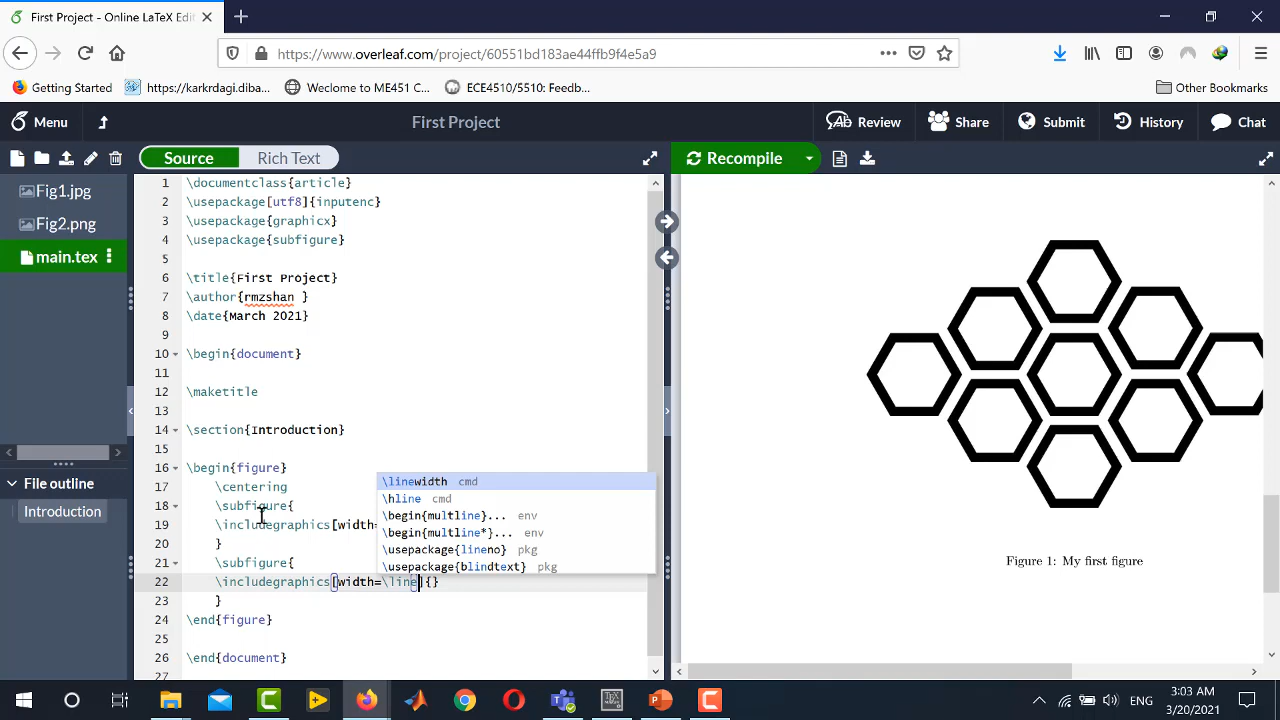 First Project - Online LaTeX Edit
https://www.overleaf.com/project/60551bd183ae44ffb9f4e5a9
Getting Started
https://karkrdagi.diba...
Weclome to ME451 C...
ECE4510/5510: Feedb...
Other Bookmarks
Menu
First Project
Review
Share
Submit
History
Chat
Source
Rich Text
Recompile
Fig1.jpg
Fig2.png
main.tex
File outline
Introduction
1 \documentclass{article}
2 \usepackage[utf8]{inputenc}
3 \usepackage{graphicx}
4 \usepackage{subfigure}
5
6 \title{First Project}
7 \author{rmzshan }
8 \date{March 2021}
9
10 \begin{document}
11
12 \maketitle
13
14 \section{Introduction}
15
16 \begin{figure}
17 \centering
18 \subfigure{
19 \includegraphics[width=
20 }
21 \subfigure{
22 \includegraphics[width=\line]{}
23 }
24 \end{figure}
25
26 \end{document}
27
\linewidth cmd
\hline cmd
\begin{multline}... env
\begin{multline*}... env
\usepackage{lineno} pkg
\usepackage{blindtext} pkg
Figure 1: My first figure
ENG
3:03 AM
3/20/2021